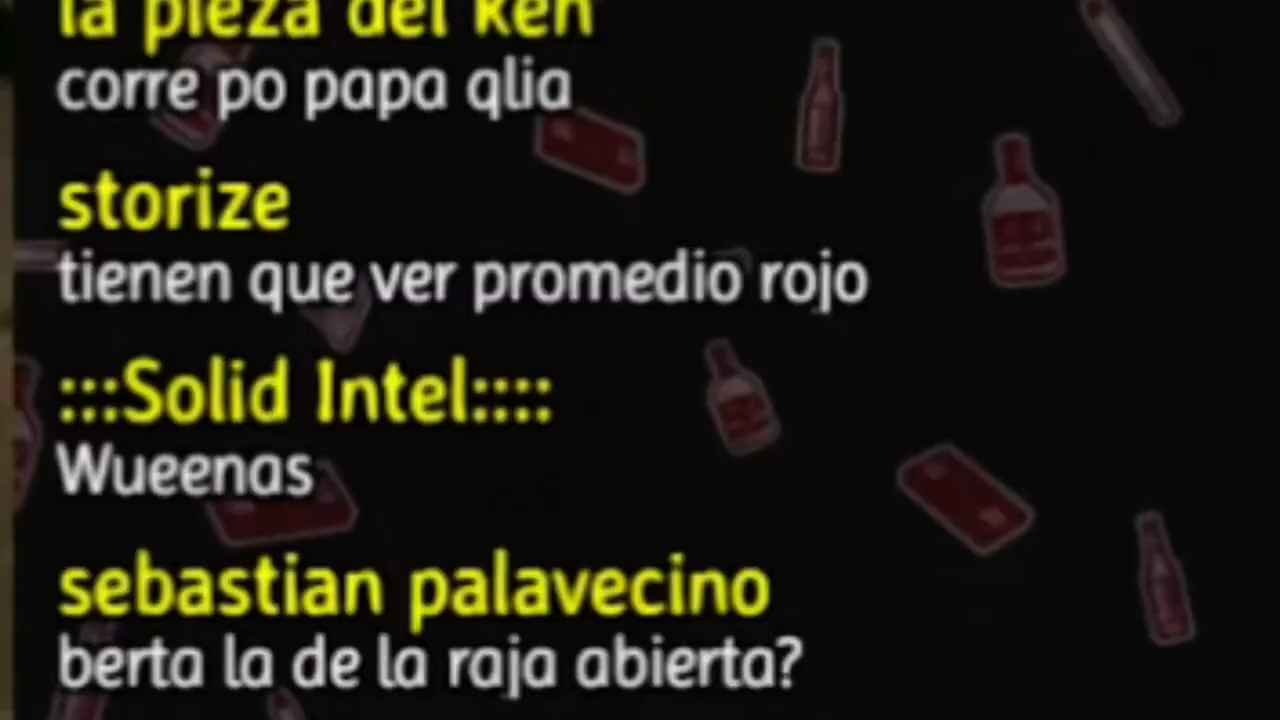 la pieza del ken
corre po papa qlia
storize
tienen que ver promedio rojo
:::Solid Intel::::
Wueenas
sebastian palavecino
berta la de la raja abierta?